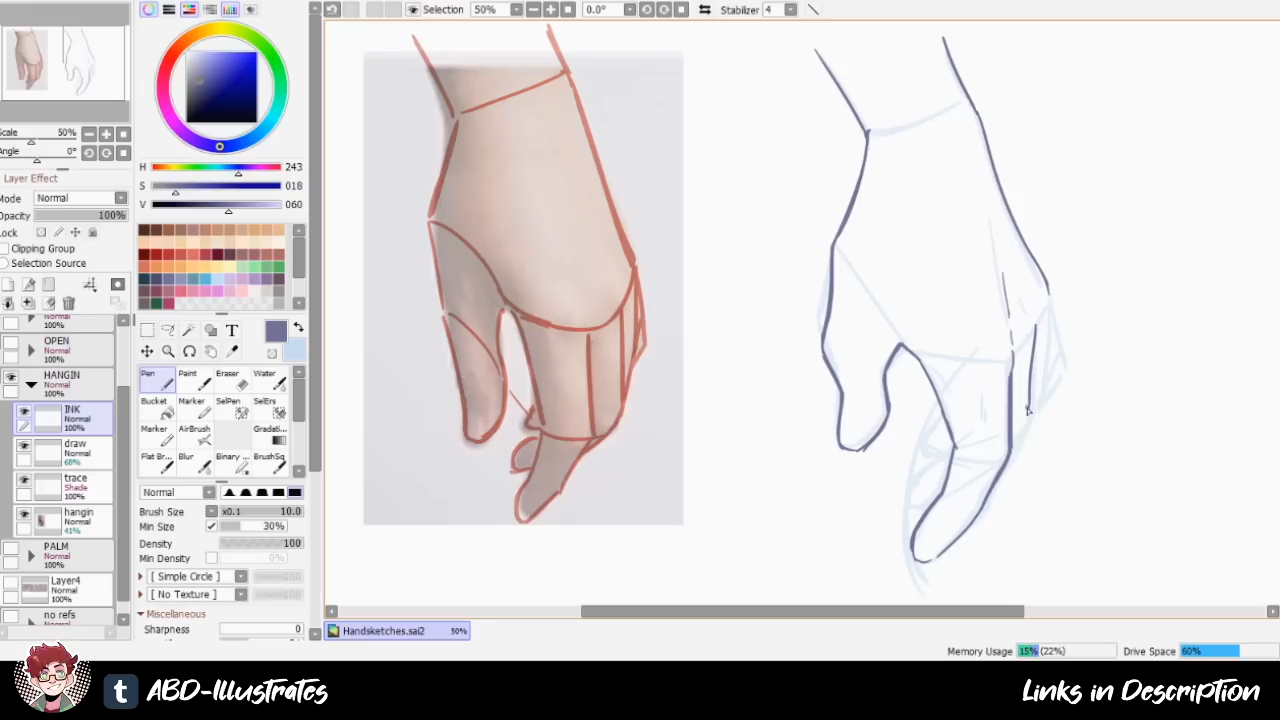 Selection 50% 0.0° Stabilizer 4
Scale 50%
Angle 0°
Layer Effect
Mode Normal
Opacity 100%
Lock
Clipping Group
Selection Source
Normal
100%
OPEN
Normal
100%
HANGIN
Normal
100%
INK
Normal
100%
draw
Normal
68%
trace
Shade
100%
hangin
Normal
41%
PALM
Normal
100%
Layer4
Normal
100%
no refs
Normal
H 243
S 018
V 060
T
Pen Paint Eraser Water
Bucket Marker SelPen SelErs
Marker AirBrush Gradati...
Flat Br... Blur Binary ... BrushSq
Normal
Brush Size x0.1 10.0
Min Size 30%
Density 100
Min Density 0%
[ Simple Circle ]
[ No Texture ]
Miscellaneous
Sharpness 0
Handsketches.sai2 50%
Memory Usage 15% (22%) Drive Space 60%
t ABD-Illustrates
Links in Description